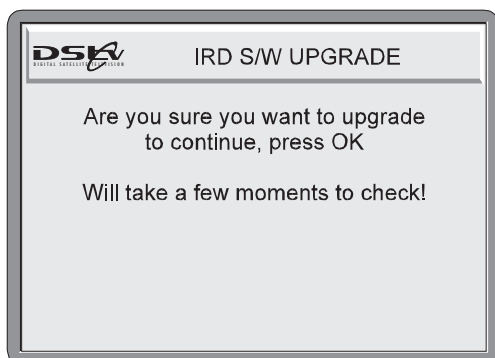 DStv
DIGITAL SATELLITE TELEVISION
IRD S/W UPGRADE
Are you sure you want to upgrade
to continue, press OK
Will take a few moments to check!